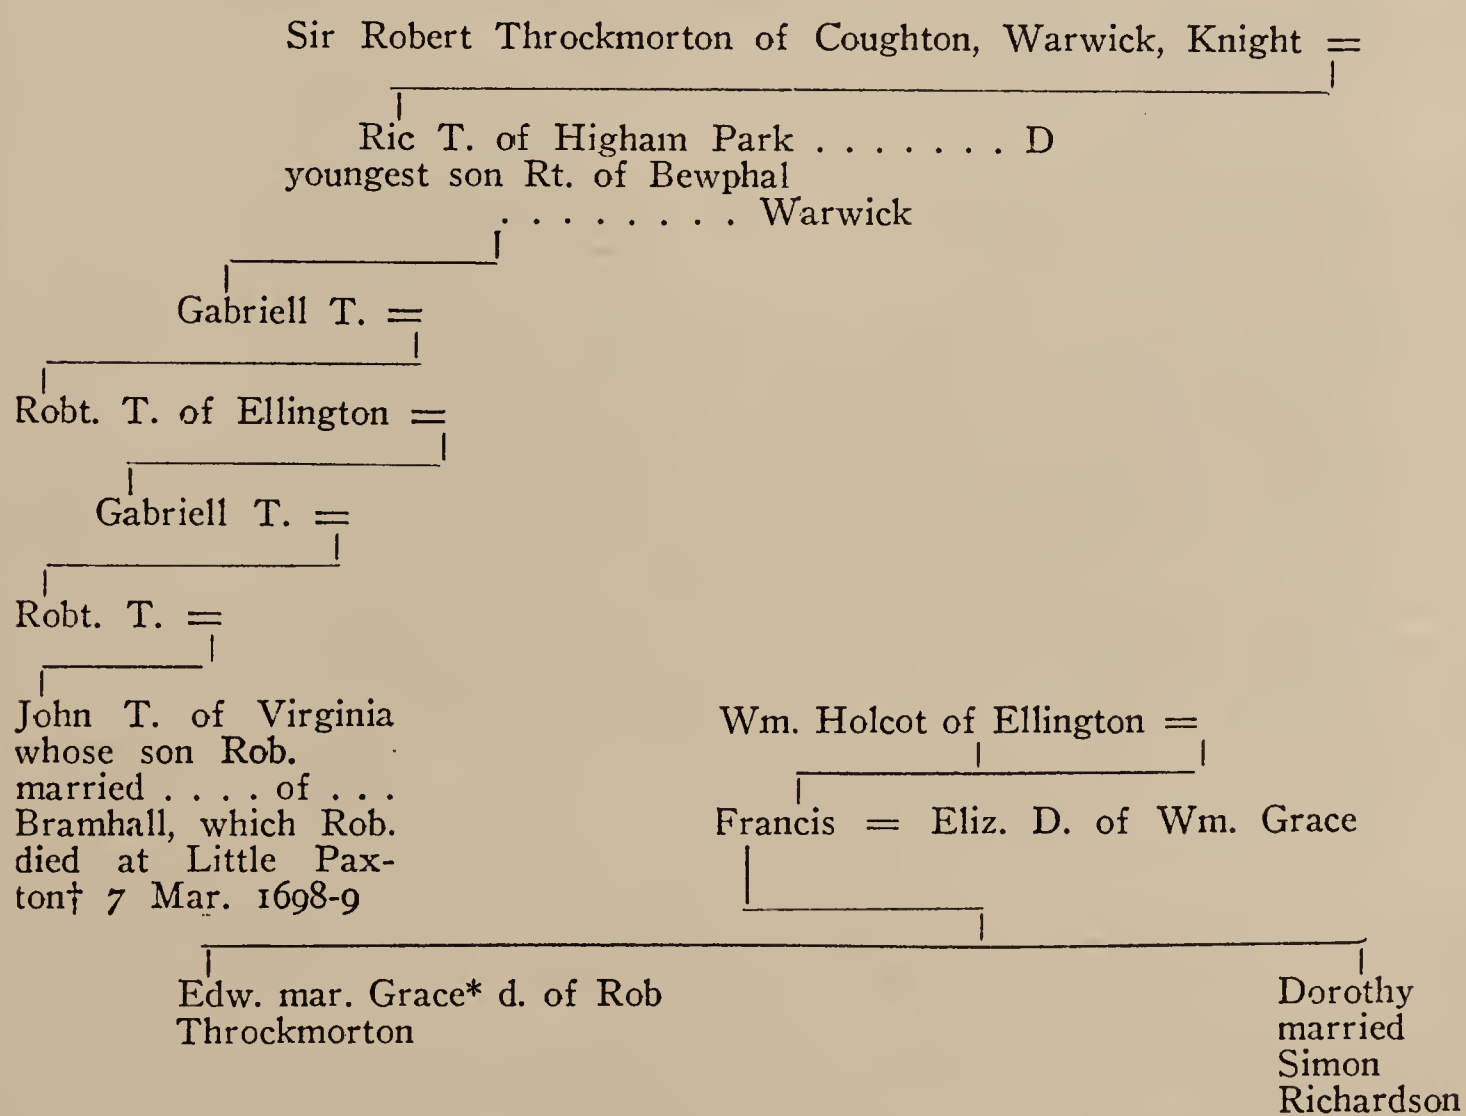 Sir Robert Throckmorton of Coughton, Warwick, Knight =
Ric T. of Higham Park . . . . . . . D
youngest son Rt. of Bewphal
. . . . . . . . Warwick
Gabriell T. =
Robt. T. of Ellington =
Gabriell T. =
Robt. T. =
John T. of Virginia
whose son Rob.
married . . . . of . . .
Bramhall, which Rob.
died at Little Pax-
ton† 7 Mar. 1698-9
Wm. Holcot of Ellington =
Francis = Eliz. D. of Wm. Grace
Edw. mar. Grace* d. of Rob
Throckmorton
Dorothy
married
Simon
Richardson